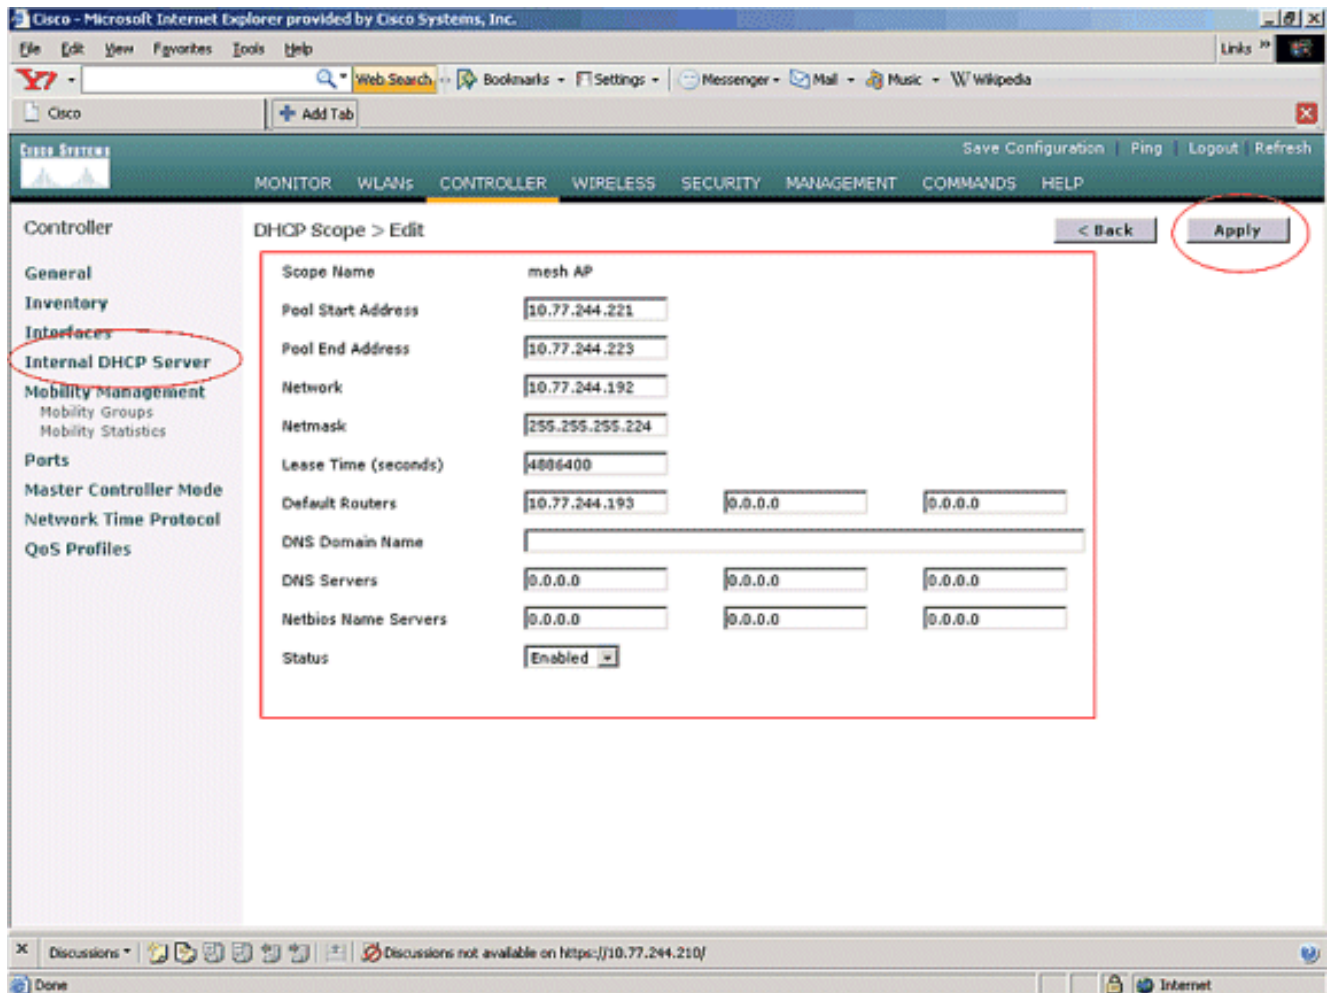 Cisco - Microsoft Internet Explorer provided by Cisco Systems, Inc.
File Edit View Favorites Tools Help
Links »
Y! Web Search Bookmarks Settings Messenger Mail Music W Wikipedia
Cisco Add Tab
Cisco Systems
Save Configuration | Ping | Logout | Refresh
MONITOR WLANs CONTROLLER WIRELESS SECURITY MANAGEMENT COMMANDS HELP
Controller
General
Inventory
Interfaces
Internal DHCP Server
Mobility Management
Mobility Groups
Mobility Statistics
Ports
Master Controller Mode
Network Time Protocol
QoS Profiles
DHCP Scope > Edit
< Back
Apply
Scope Name mesh AP
Pool Start Address 10.77.244.221
Pool End Address 10.77.244.223
Network 10.77.244.192
Netmask 255.255.255.224
Lease Time (seconds) 4886400
Default Routers 10.77.244.193 0.0.0.0 0.0.0.0
DNS Domain Name
DNS Servers 0.0.0.0 0.0.0.0 0.0.0.0
Netbios Name Servers 0.0.0.0 0.0.0.0 0.0.0.0
Status Enabled
Discussions Discussions not available on https://10.77.244.210/
Done Internet